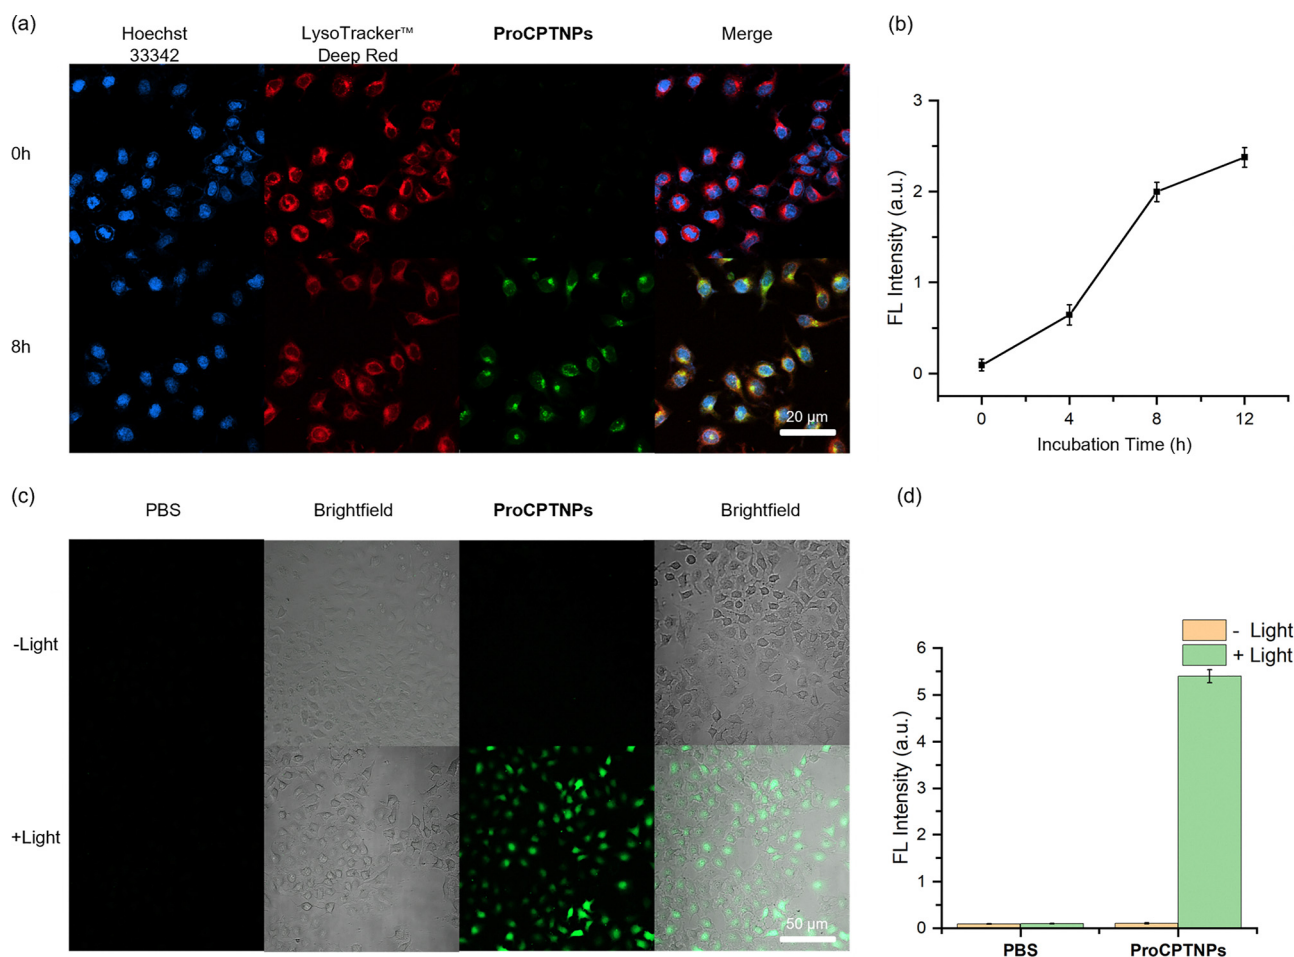 (a)
Hoechst
33342
LysoTracker™
Deep Red
ProCPTNPs
Merge
0h
8h
20 µm
(b)
3
2
1
0
FL Intensity (a.u.)
0 4 8 12
Incubation Time (h)
(c)
PBS
Brightfield
ProCPTNPs
Brightfield
-Light
+Light
50 µm
(d)
- Light
+ Light
6
5
4
3
2
1
0
FL Intensity (a.u.)
PBS
ProCPTNPs